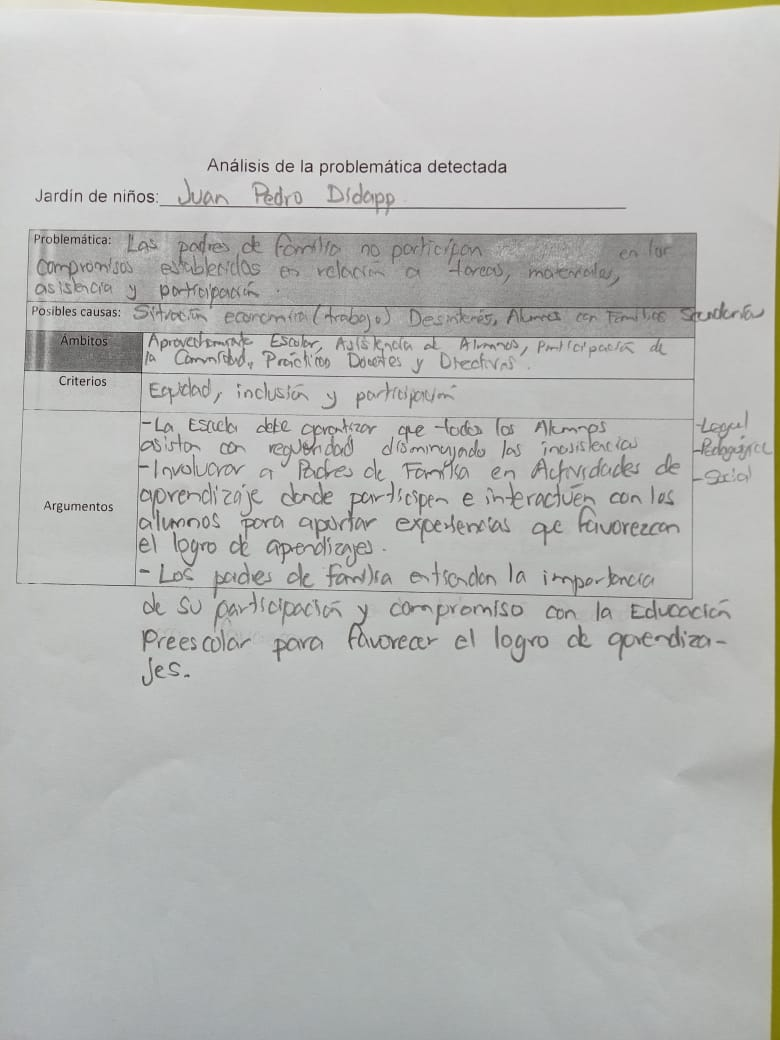 Análisis de la problemática detectada
Jardín de niños: Juan Pedro Didapp
Problemática: Las padres de familia no participan en los
compromisos establecidos en relación a tareas, materiales,
asistencia y participación.
Posibles causas: Situación economica (trabajo) Desinterés, Alumnos con Familias
Ámbitos
Aprovechamiento Escolar, Asistencia de Alumnos, Participación de
la Comunidad, Prácticas Docentes y Directivas.
Criterios
Equidad, inclusión y participación
Argumentos
-La Escuela debe garantizar que todos los Alumnos
asistan con regularidad disminuyendo las inasistencias
-Involucrar a Padres de Familia en Actividades de
aprendizaje donde participen e interactúen con los
alumnos para aportar experiencias que favorezcan
el logro de aprendizajes.
- Los padres de familia entiendan la importancia
de su participación y compromiso con la Educación
Preescolar para favorecer el logro de aprendiza-
jes.
-Legal
-Pedagógica
-Social